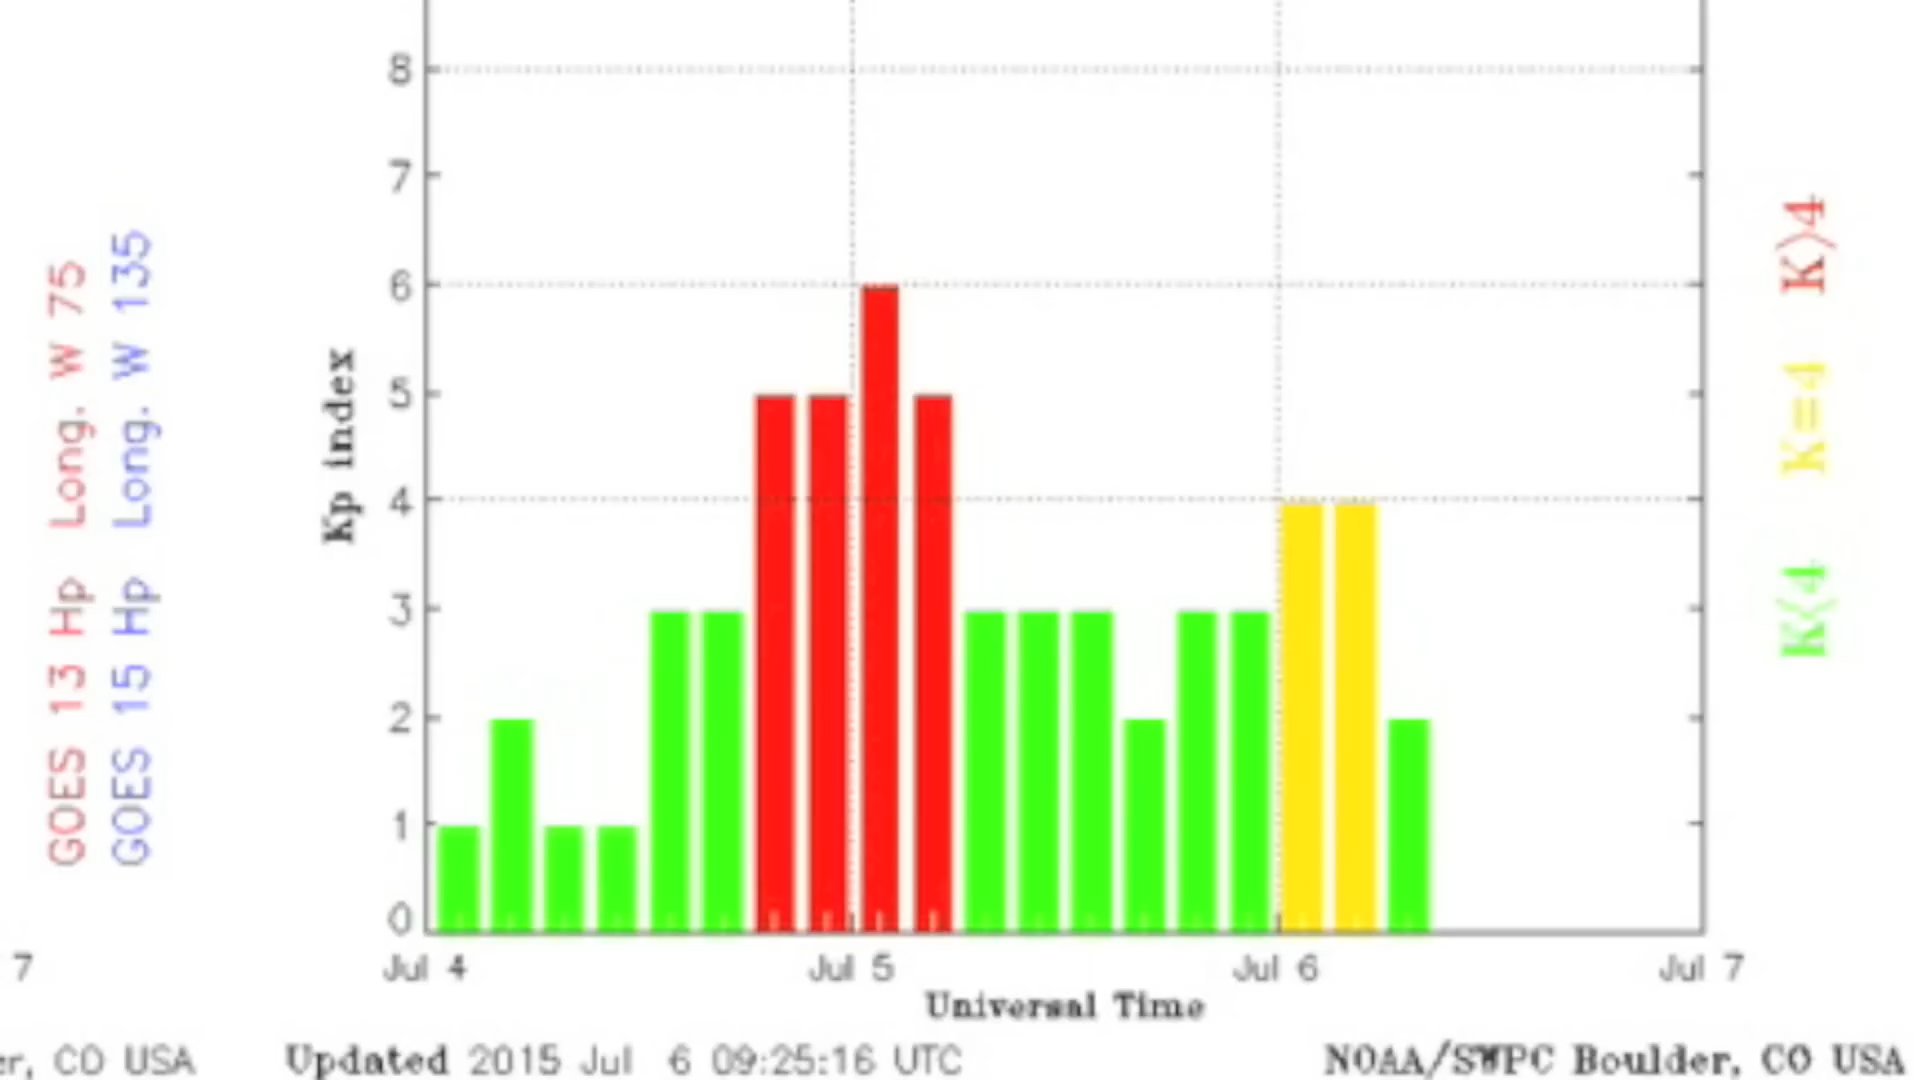 GOES 13 Hp Long. W 75
GOES 15 Hp Long. W 135
7
er, CO USA
Kp index
8
7
6
5
4
3
2
1
0
Jul 4 Jul 5 Jul 6 Jul 7
Universal Time
Updated 2015 Jul 6 09:25:16 UTC
NOAA/SWPC Boulder, CO USA
K<4 K=4 K>4